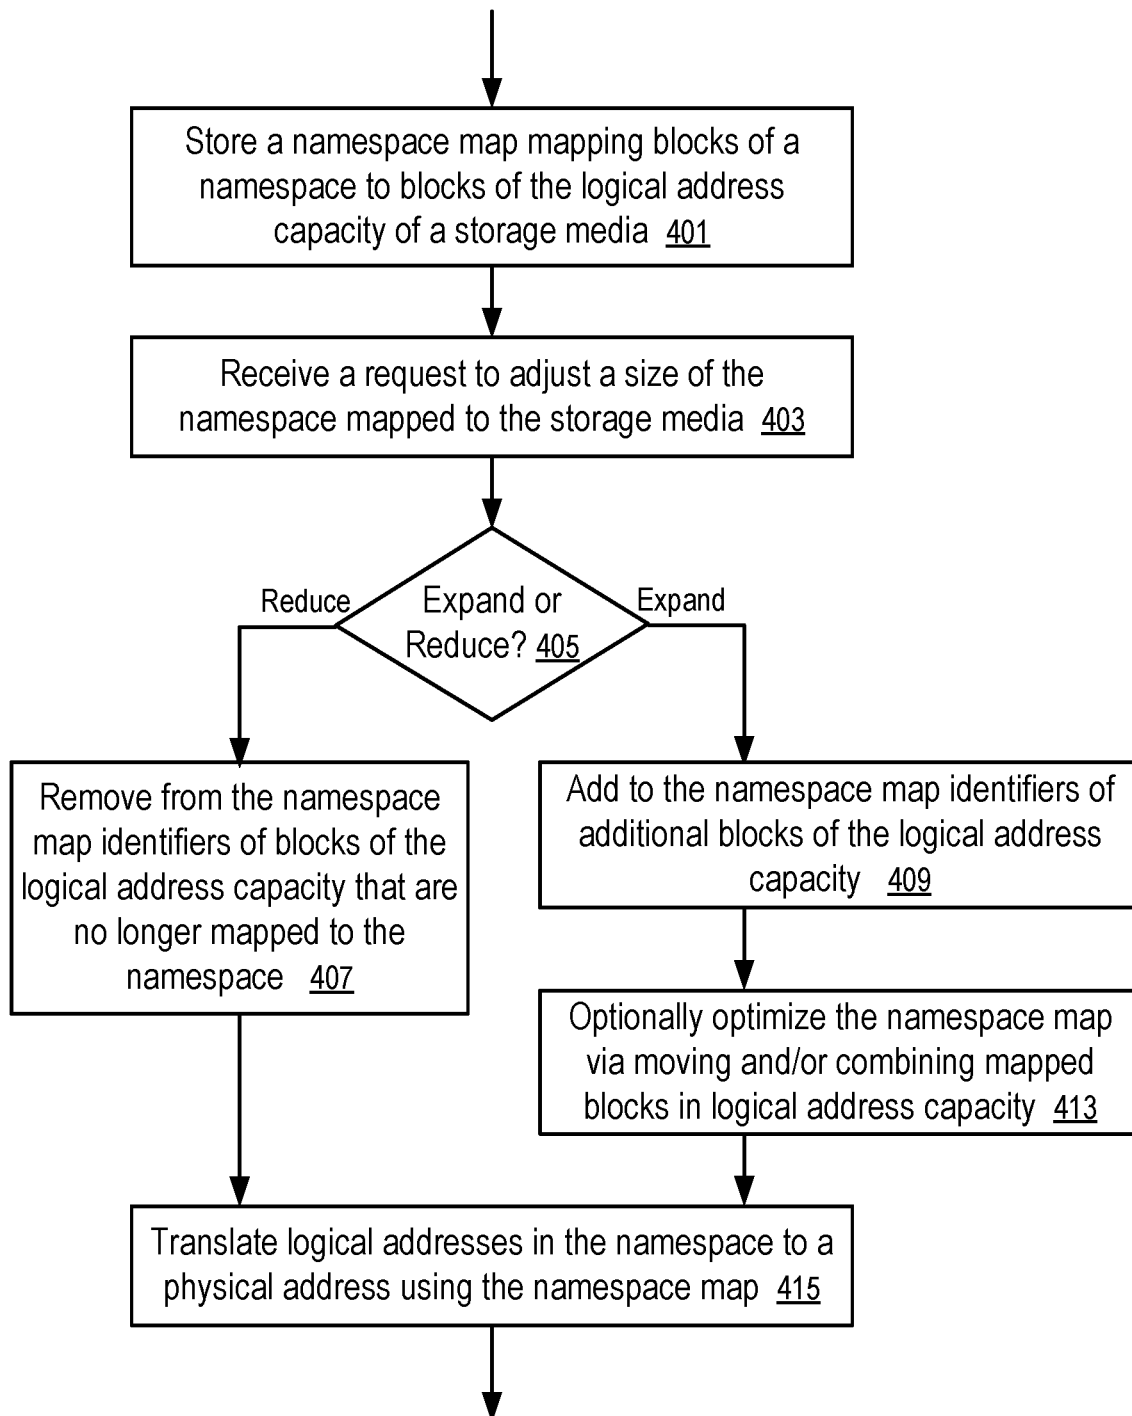 Store a namespace map mapping blocks of a
namespace to blocks of the logical address
capacity of a storage media 401
Receive a request to adjust a size of the
namespace mapped to the storage media 403
Reduce
Expand or
Reduce? 405
Expand
Remove from the namespace
map identifiers of blocks of the
logical address capacity that are
no longer mapped to the
namespace 407
Add to the namespace map identifiers of
additional blocks of the logical address
capacity 409
Optionally optimize the namespace map
via moving and/or combining mapped
blocks in logical address capacity 413
Translate logical addresses in the namespace to a
physical address using the namespace map 415